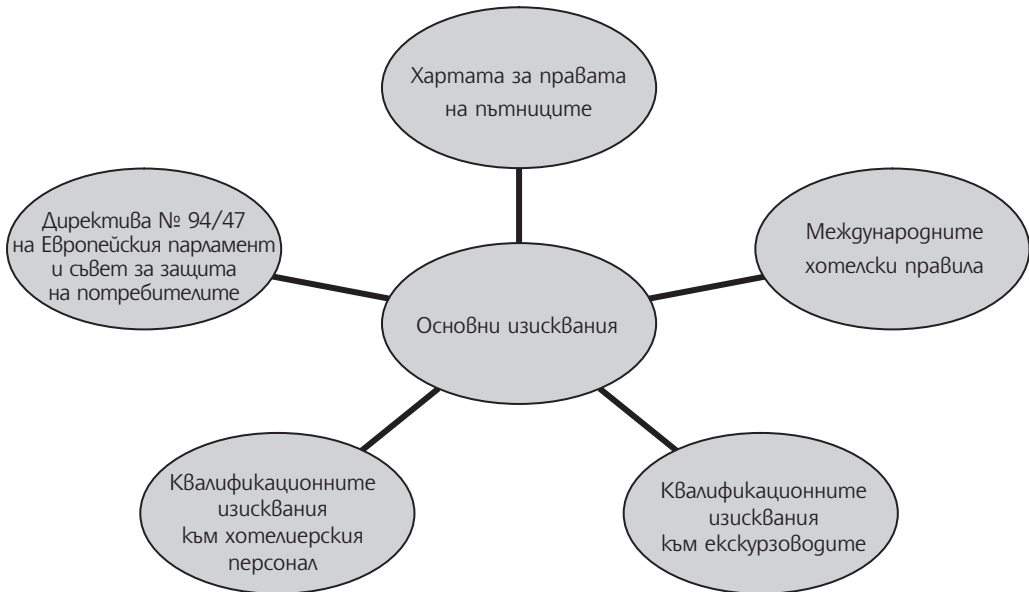 Хартата за правата
на пътниците
Директива № 94/47
на Европейския парламент
и съвет за защита
на потребителите
Международните
хотелски правила
Основни изисквания
Квалификационните
изисквания
към хотелиерския
персонал
Квалификационните
изисквания
към екскурзоводите